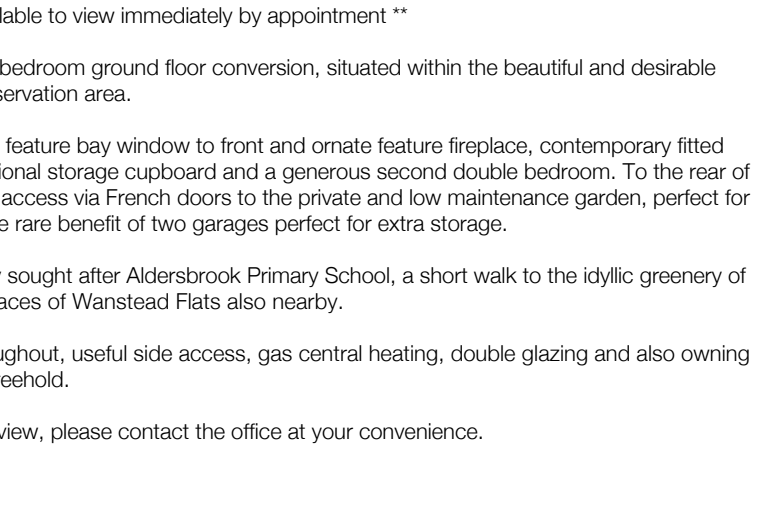 lable to view immediately by appointment **
bedroom ground floor conversion, situated within the beautiful and desirable
servation area.
feature bay window to front and ornate feature fireplace, contemporary fitted
ional storage cupboard and a generous second double bedroom. To the rear of
access via French doors to the private and low maintenance garden, perfect for
e rare benefit of two garages perfect for extra storage.
y sought after Aldersbrook Primary School, a short walk to the idyllic greenery of
aces of Wanstead Flats also nearby.
ughout, useful side access, gas central heating, double glazing and also owning
reehold.
view, please contact the office at your convenience.